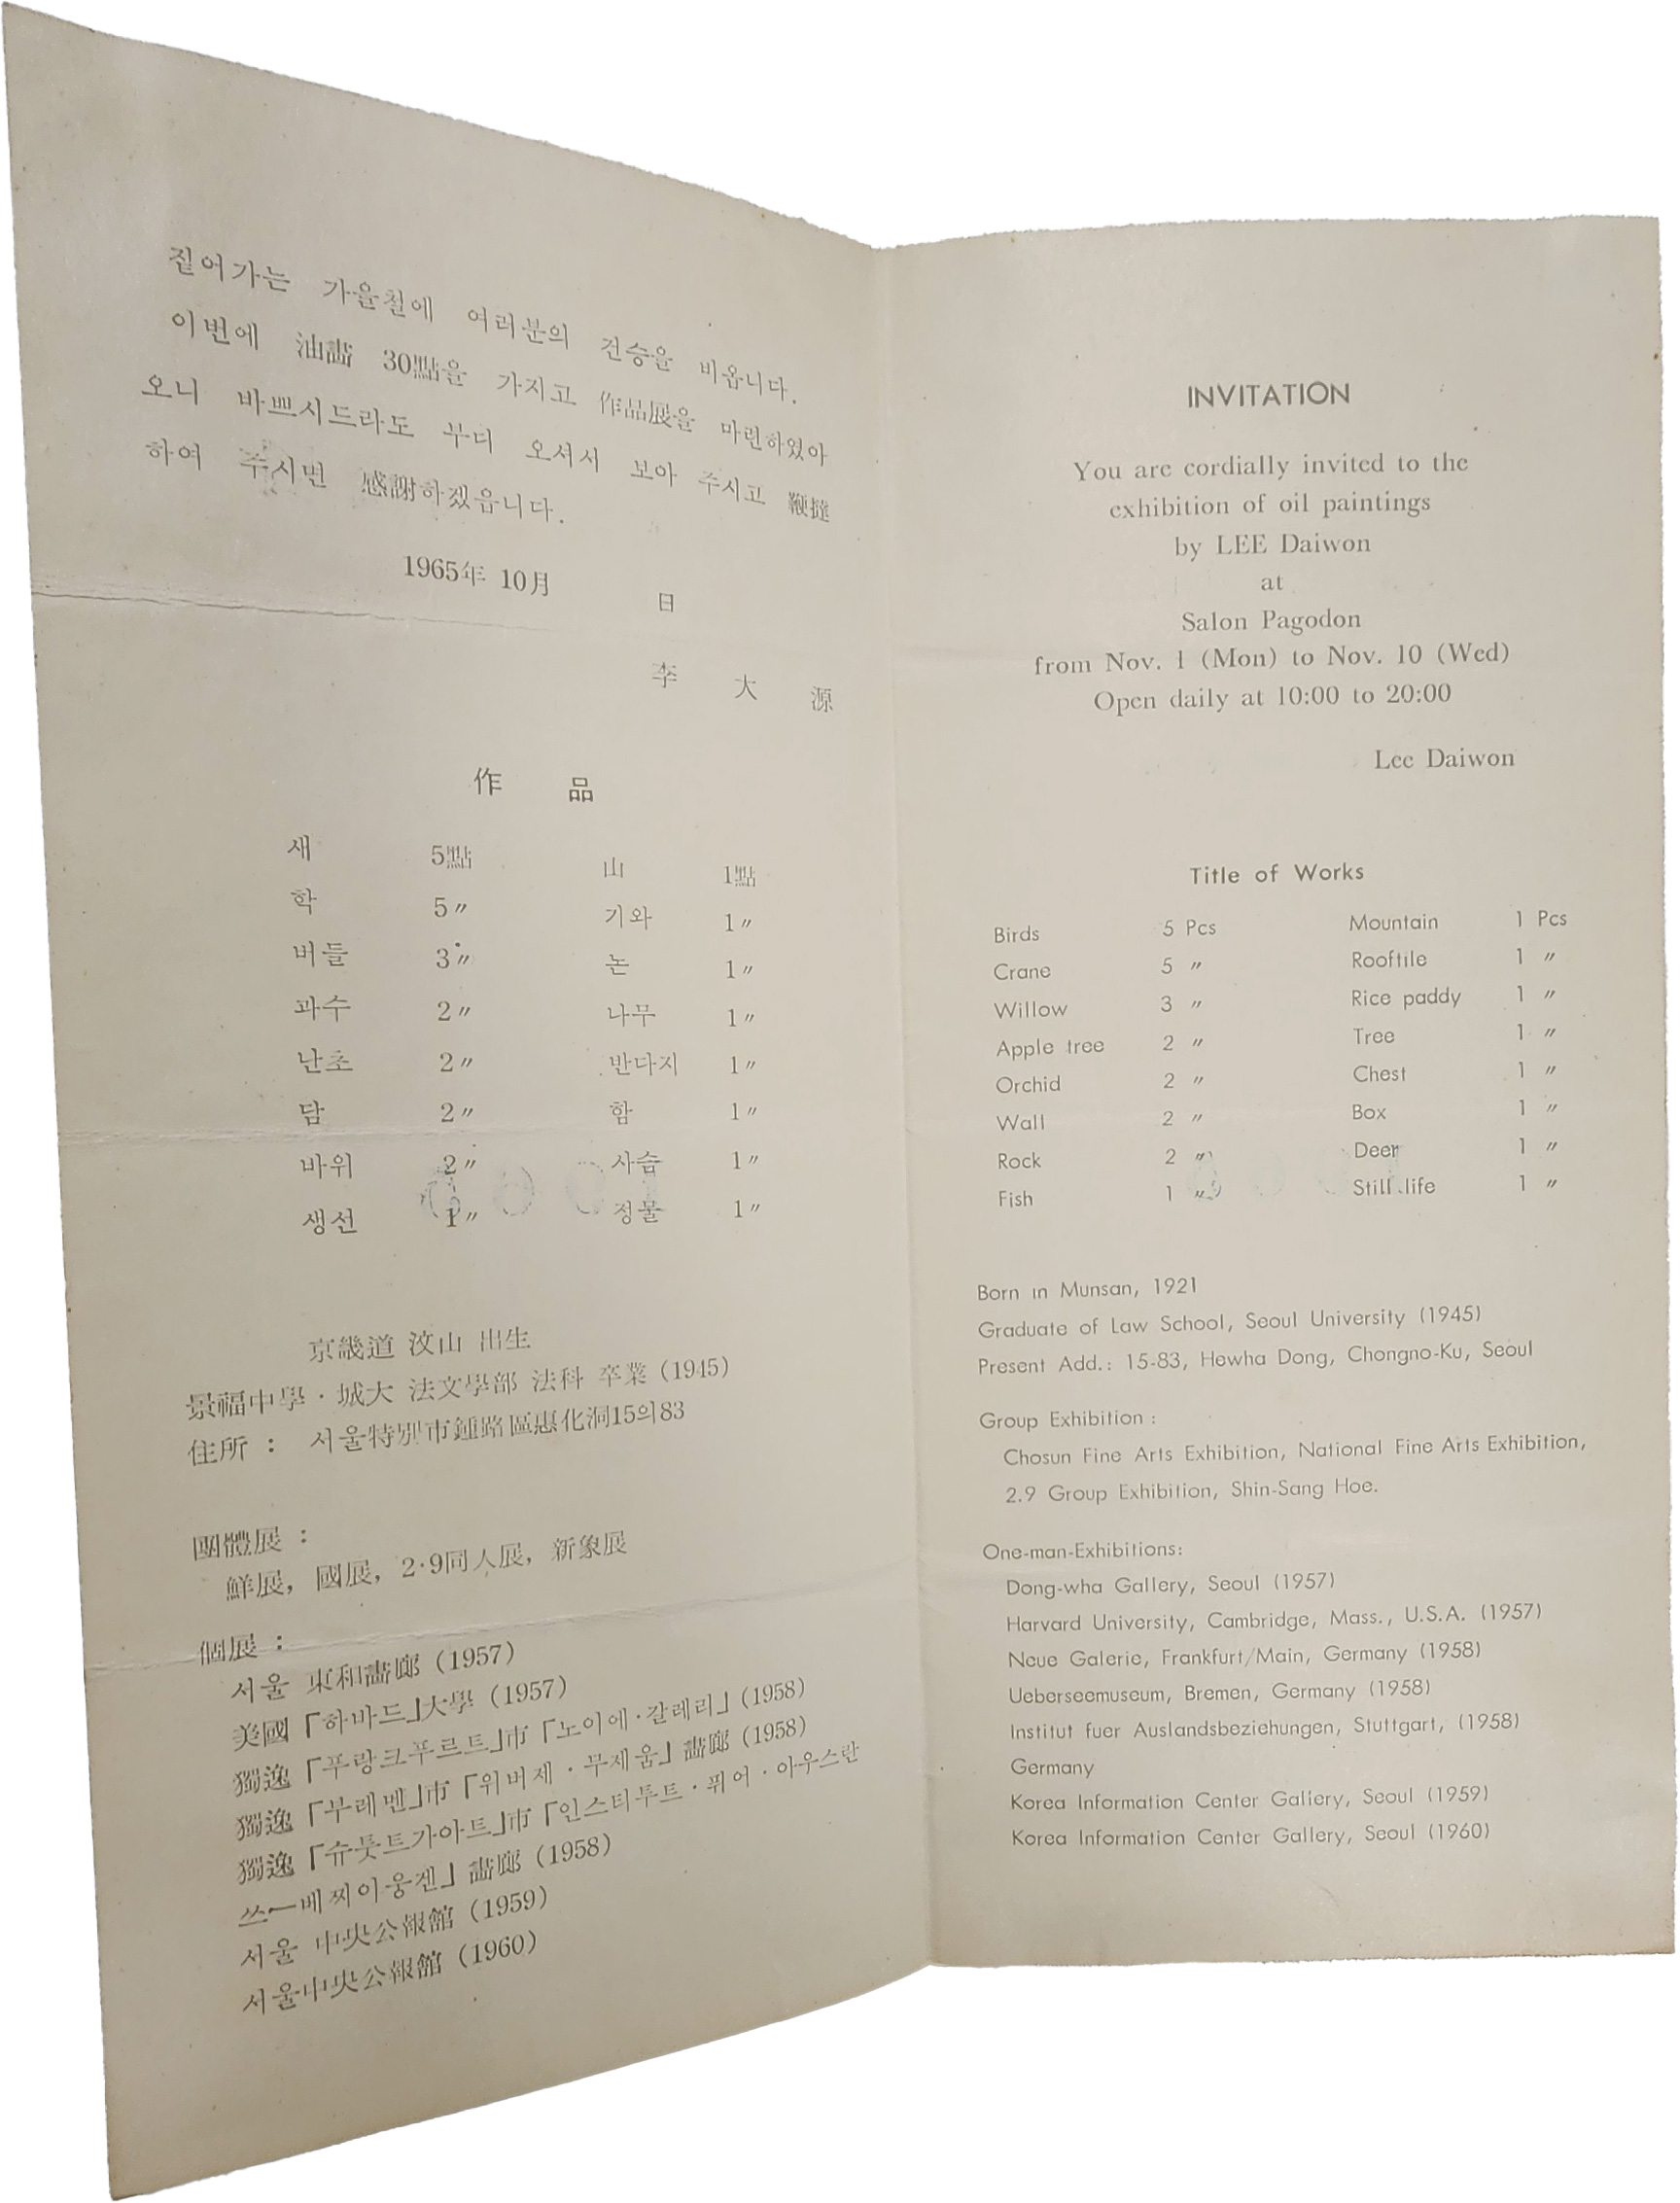 짙어가는 가을철에 여러분의 건승을 비옵니다.
이번에 油畵 30點을 가지고 作品展을 마련하였아
오니 바쁘시드라도 부디 오셔서 보아 주시고 鞭撻
하여 주시면 感謝하겠읍니다.
1965年 10月 日
李 大 源
作 品
새 5點 山 1點
학 5〃 기와 1〃
버들 3〃 논 1〃
과수 2〃 나무 1〃
난초 2〃 반다지 1〃
담 2〃 함 1〃
바위 2〃 사슴 1〃
생선 1〃 정물 1〃
京畿道 汶山 出生
景福中學·城大 法文學部 法科 卒業 (1945)
住所 : 서울特別市鍾路區惠化洞15의83
團體展 :
鮮展, 國展, 2·9同人展, 新象展
個展 :
서울 東和畵廊 (1957)
美國「하바드」大學 (1957)
獨逸「푸랑크푸르트」市「노이에·갈레리」(1958)
獨逸「부레멘」市「위버제·무제움」畵廊 (1958)
獨逸「슈투트가아트」市「인스티투트·퓌어·아우스란
쓰—베찌이웅겐」畵廊 (1958)
서울 中央公報館 (1959)
서울中央公報館 (1960)
INVITATION
You are cordially invited to the
exhibition of oil paintings
by LEE Daiwon
at
Salon Pagodon
from Nov. 1 (Mon) to Nov. 10 (Wed)
Open daily at 10:00 to 20:00
Lee Daiwon
Title of Works
Birds 5 Pcs Mountain 1 Pcs
Crane 5 〃 Rooftile 1 〃
Willow 3 〃 Rice paddy 1 〃
Apple tree 2 〃 Tree 1 〃
Orchid 2 〃 Chest 1 〃
Wall 2 〃 Box 1 〃
Rock 2 〃 Deer 1 〃
Fish 1 〃 Still life 1 〃
Born in Munsan, 1921
Graduate of Law School, Seoul University (1945)
Present Add.: 15-83, Hewha Dong, Chongno-Ku, Seoul
Group Exhibition :
Chosun Fine Arts Exhibition, National Fine Arts Exhibition,
2.9 Group Exhibition, Shin-Sang Hoe.
One-man-Exhibitions:
Dong-wha Gallery, Seoul (1957)
Harvard University, Cambridge, Mass., U.S.A. (1957)
Neue Galerie, Frankfurt/Main, Germany (1958)
Ueberseemuseum, Bremen, Germany (1958)
Institut fuer Auslandsbeziehungen, Stuttgart, (1958)
Germany
Korea Information Center Gallery, Seoul (1959)
Korea Information Center Gallery, Seoul (1960)